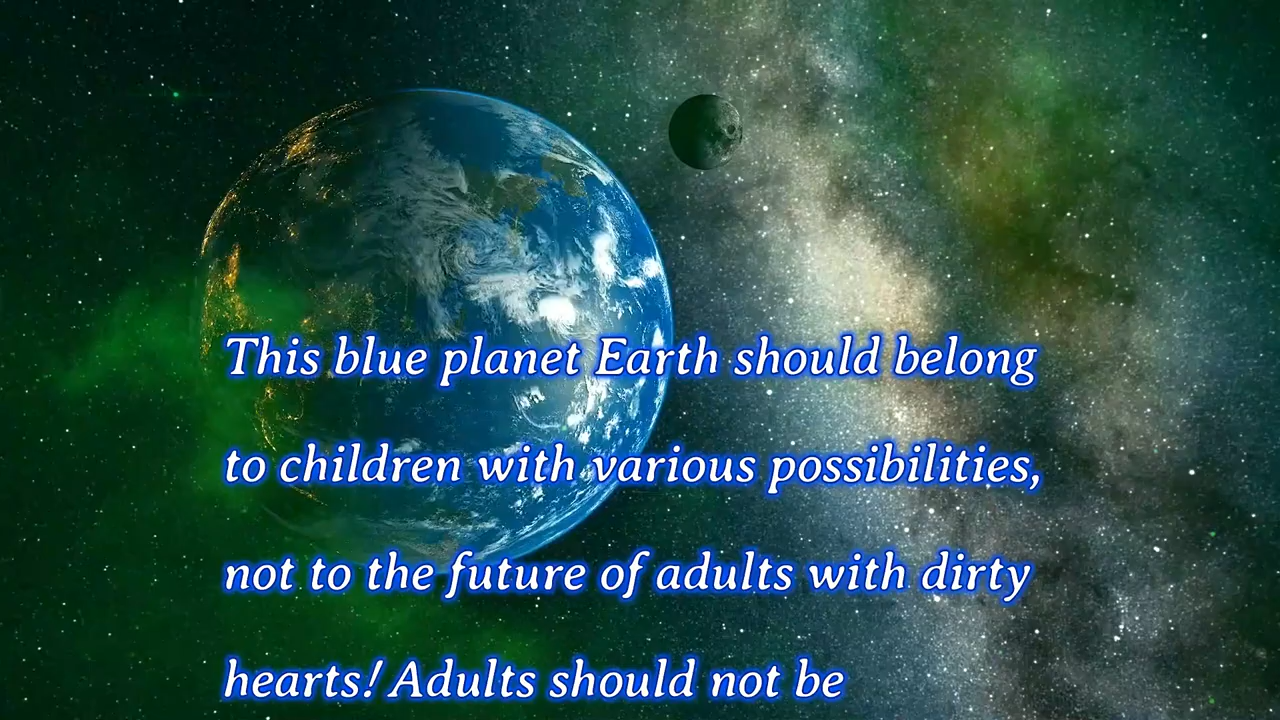 This blue planet Earth should belong
to children with various possibilities,
not to the future of adults with dirty
hearts! Adults should not be